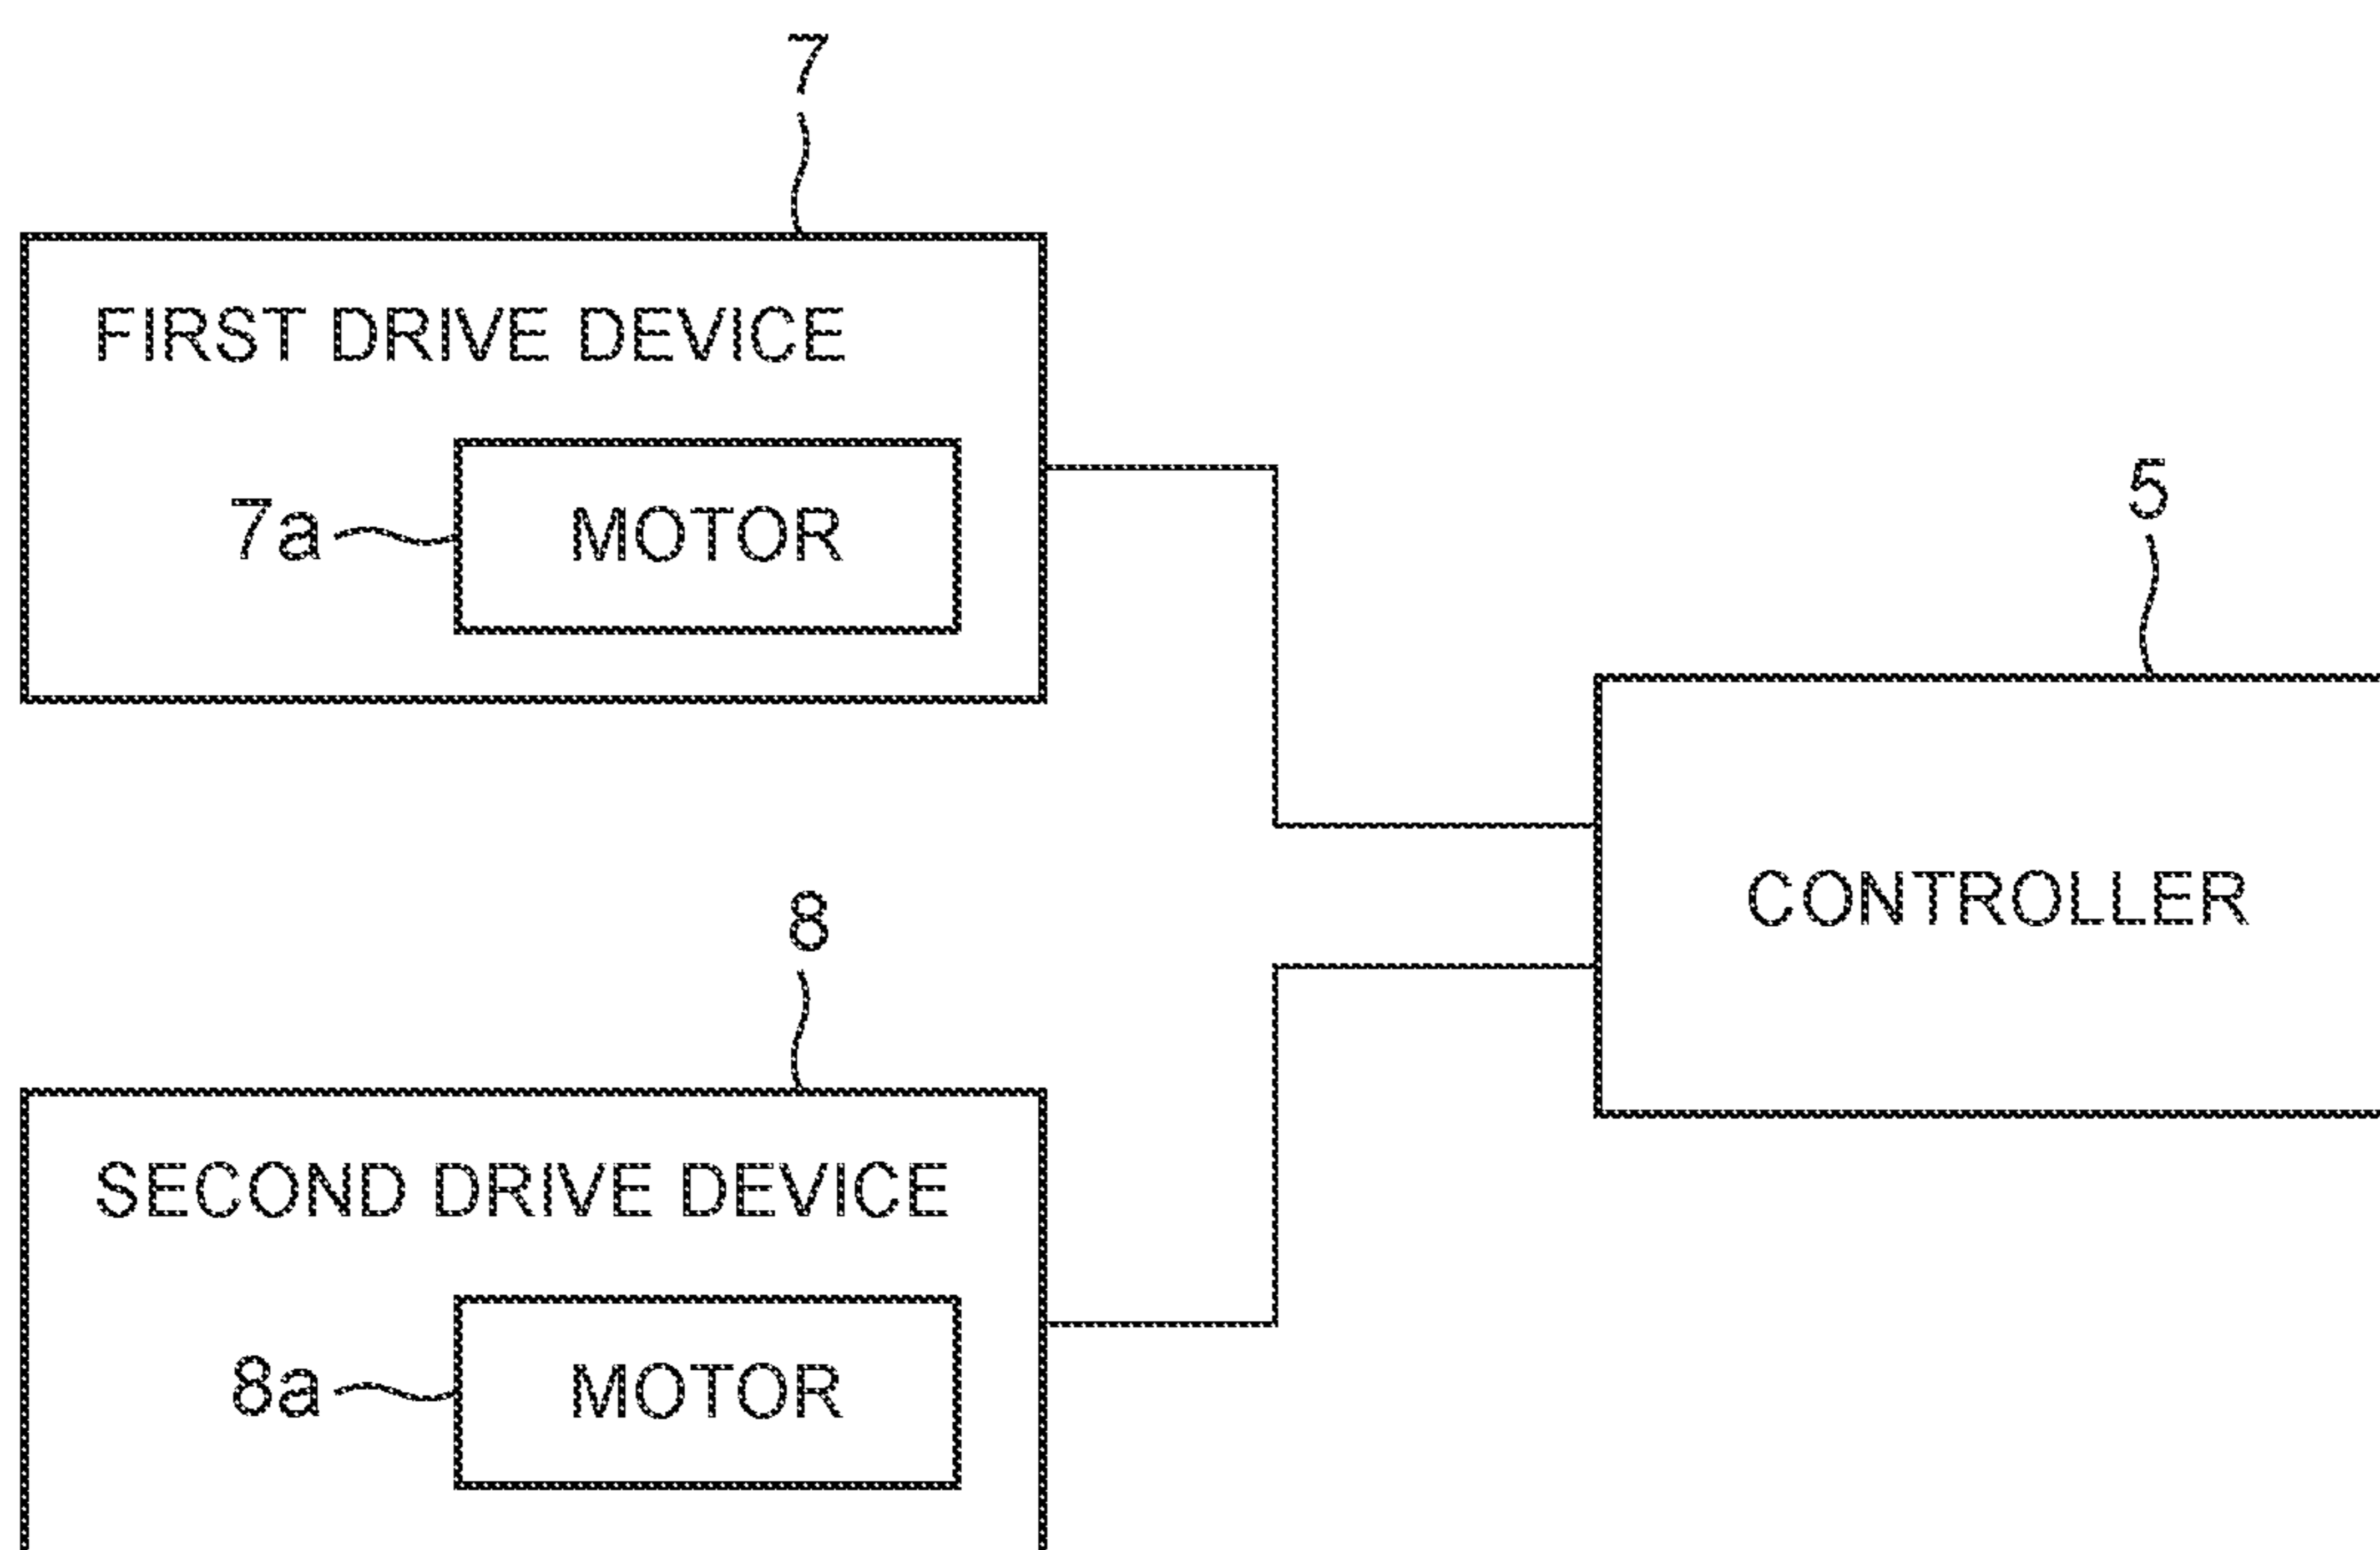 7
FIRST DRIVE DEVICE
7a
MOTOR
5
CONTROLLER
8
SECOND DRIVE DEVICE
8a
MOTOR